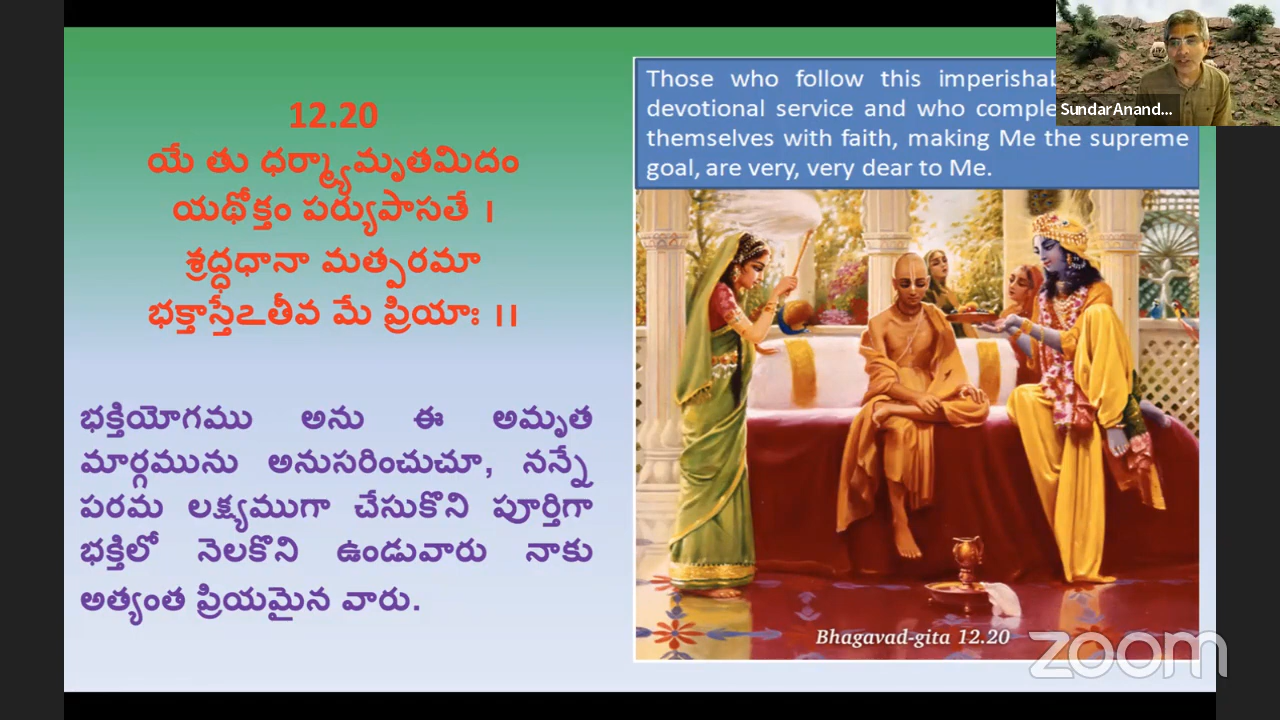 12.20
యే తు ధర్మ్యామృతమిదం
యథోక్తం పర్యుపాసతే ।
శ్రద్దధానా మత్పరమా
భక్తాస్తేఽతీవ మే ప్రియాః ।।
భక్తియోగము అను ఈ అమృత
మార్గమును అనుసరించుచూ, నన్నే
పరమ లక్ష్యముగా చేసుకొని పూర్తిగా
భక్తిలో నెలకొని ఉండువారు నాకు
అత్యంత ప్రియమైన వారు.
Those who follow this
devotional service and who
themselves with faith, making Me the supreme
goal, are very, very dear to Me.
SundarAnand...
Bhagavad-gita 12.20
zoom